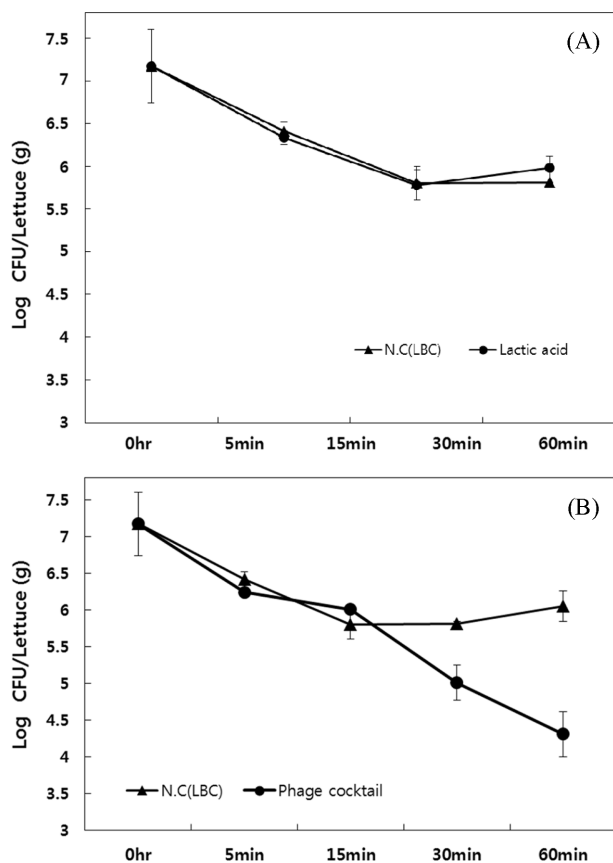 (A)
Log CFU/Lettuce (g)
7.5
7
6.5
6
5.5
5
4.5
4
3.5
3
N.C(LBC) Lactic acid
0hr 5min 15min 30min 60min
(B)
Log CFU/Lettuce (g)
7.5
7
6.5
6
5.5
5
4.5
4
3.5
3
N.C(LBC) Phage cocktail
0hr 5min 15min 30min 60min